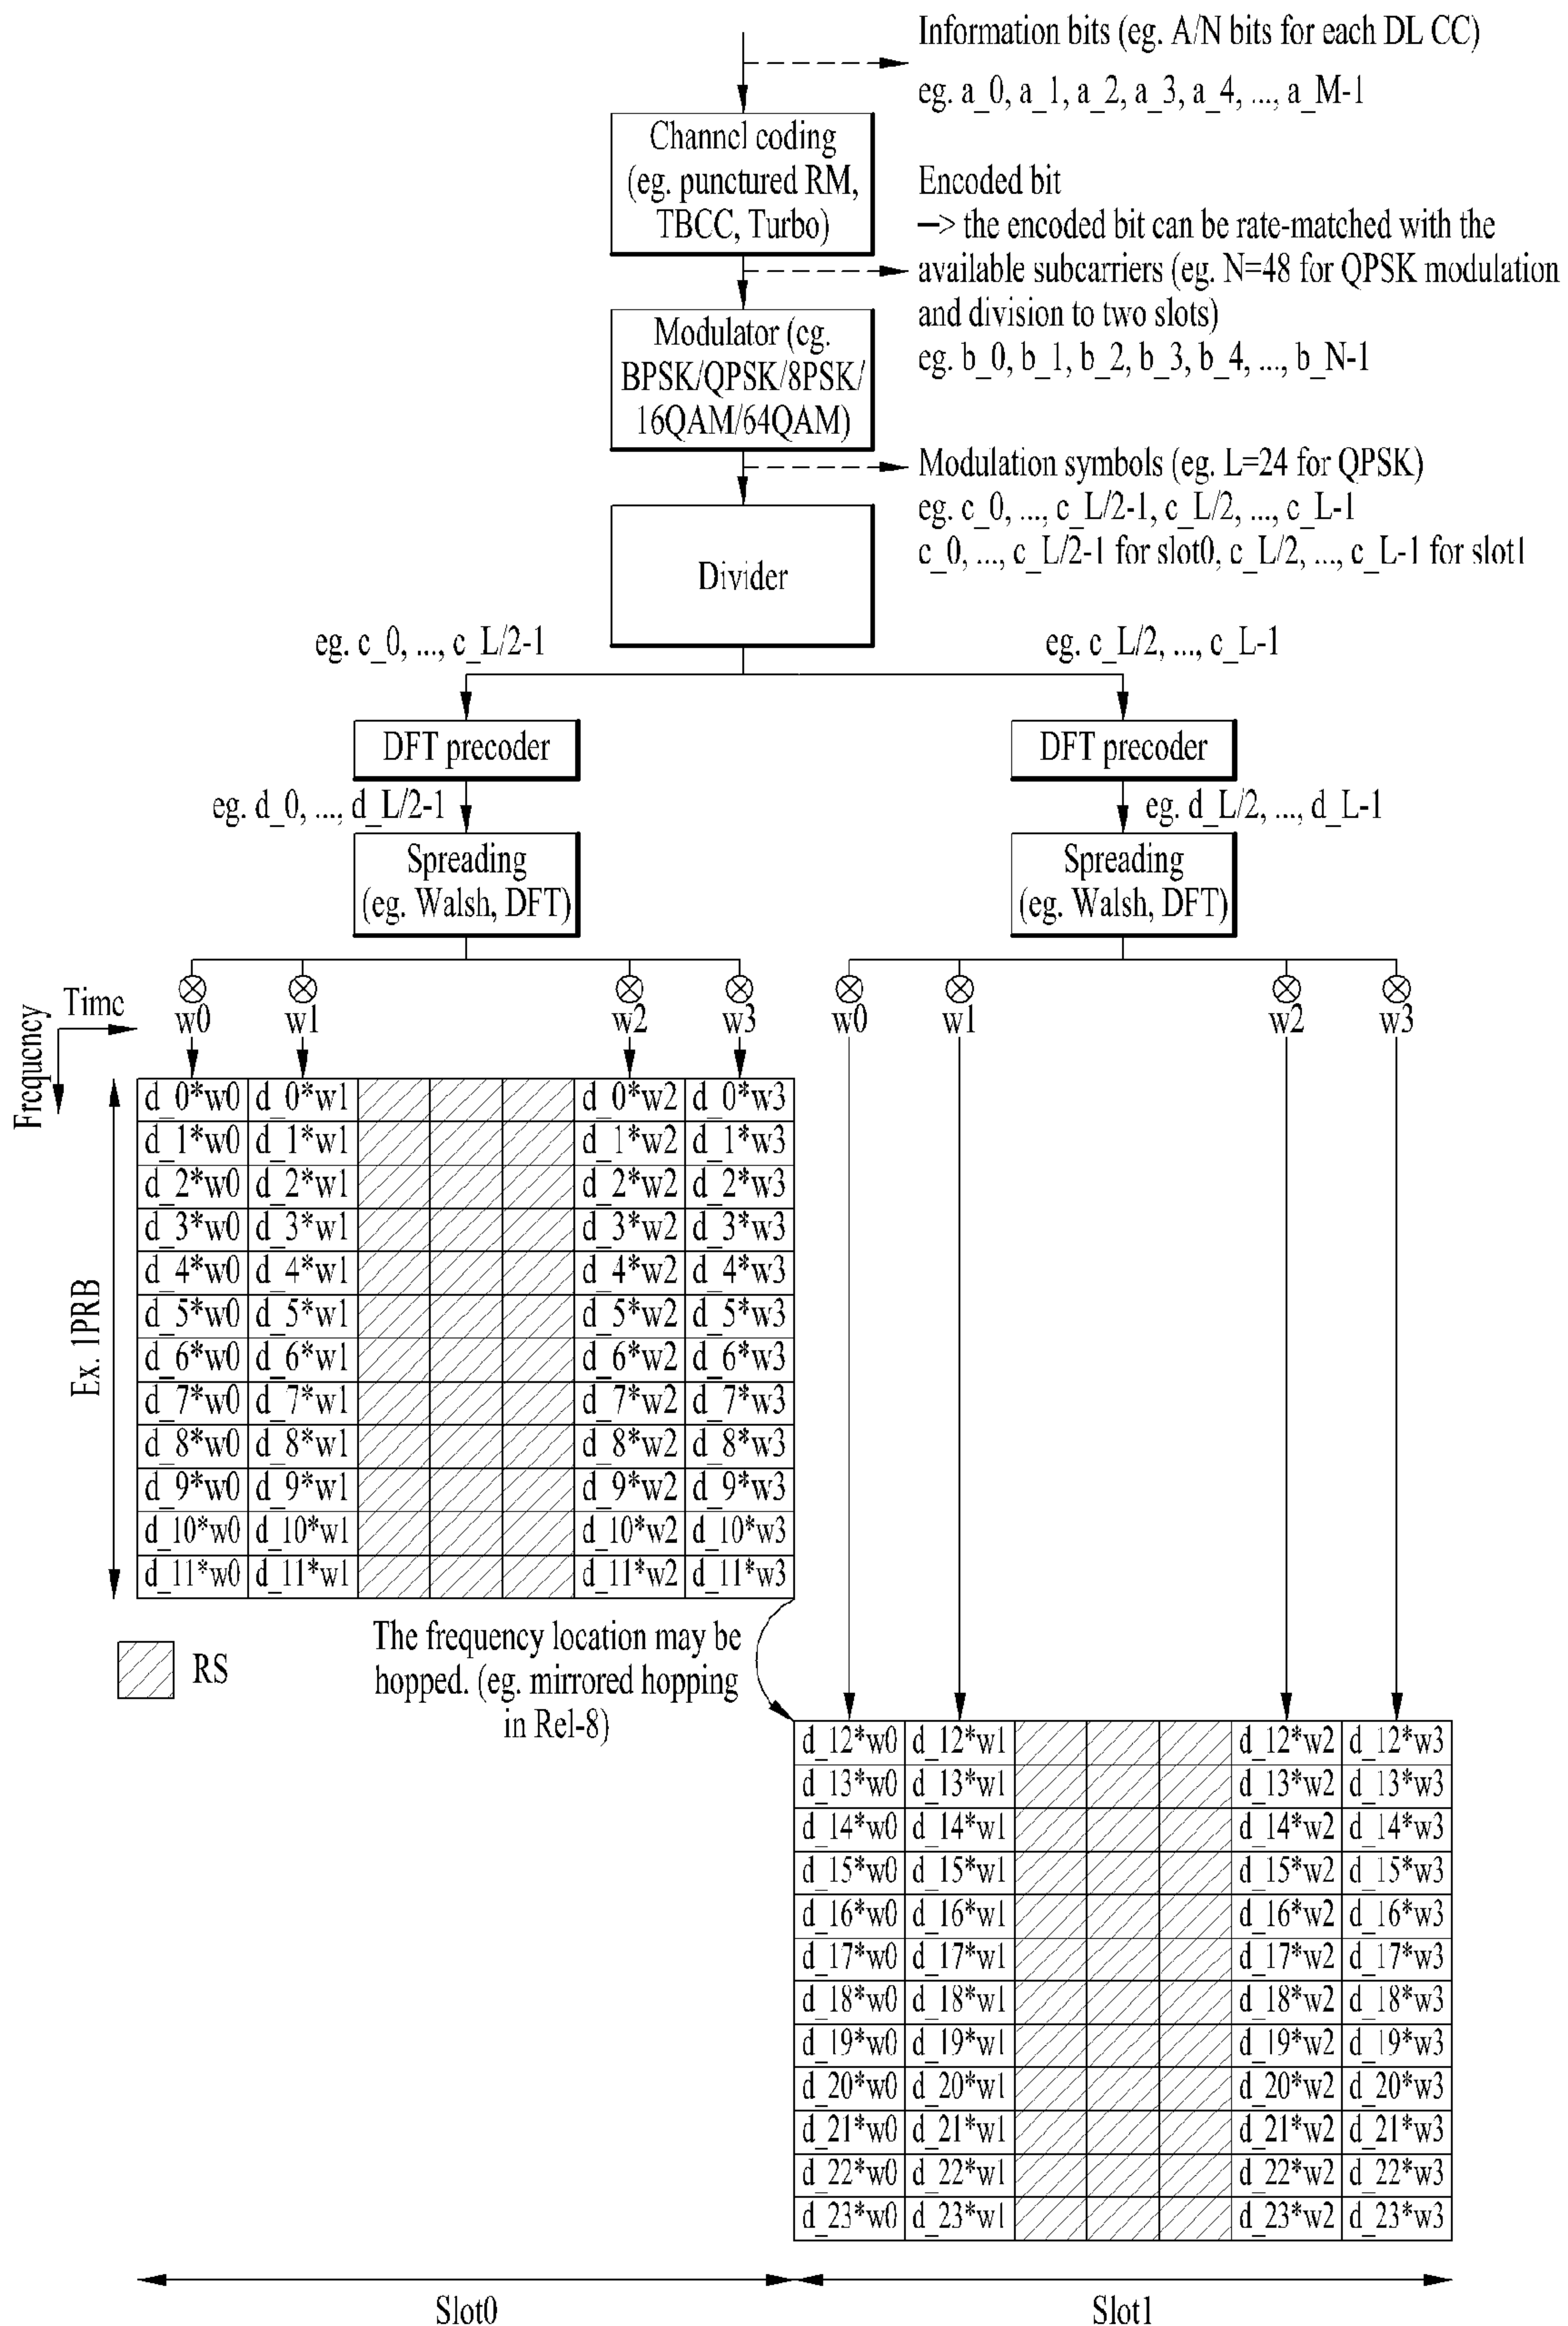 Information bits (eg. A/N bits for each DL CC)
eg. a_0, a_1, a_2, a_3, a_4, ..., a_M-1
Channel coding
(eg. punctured RM,
TBCC, Turbo)
Encoded bit
—> the encoded bit can be rate-matched with the
available subcarriers (eg. N=48 for QPSK modulation
and division to two slots)
eg. b_0, b_1, b_2, b_3, b_4, ..., b_N-1
Modulator (eg.
BPSK/QPSK/8PSK/
16QAM/64QAM)
Modulation symbols (eg. L=24 for QPSK)
eg. c_0, ..., c_L/2-1, c_L/2, ..., c_L-1
c_0, ..., c_L/2-1 for slot0, c_L/2, ..., c_L-1 for slot1
Divider
eg. c_0, ..., c_L/2-1
eg. c_L/2, ..., c_L-1
DFT precoder
DFT precoder
eg. d_0, ..., d_L/2-1
eg. d_L/2, ..., d_L-1
Spreading
(eg. Walsh, DFT)
Spreading
(eg. Walsh, DFT)
Time
Frequency
w0 w1 w2 w3
w0 w1 w2 w3
d_0*w0 d_0*w1 d_0*w2 d_0*w3
d_1*w0 d_1*w1 d_1*w2 d_1*w3
d_2*w0 d_2*w1 d_2*w2 d_2*w3
d_3*w0 d_3*w1 d_3*w2 d_3*w3
d_4*w0 d_4*w1 d_4*w2 d_4*w3
d_5*w0 d_5*w1 d_5*w2 d_5*w3
d_6*w0 d_6*w1 d_6*w2 d_6*w3
d_7*w0 d_7*w1 d_7*w2 d_7*w3
d_8*w0 d_8*w1 d_8*w2 d_8*w3
d_9*w0 d_9*w1 d_9*w2 d_9*w3
d_10*w0 d_10*w1 d_10*w2 d_10*w3
d_11*w0 d_11*w1 d_11*w2 d_11*w3
Ex. 1PRB
RS
The frequency location may be
hopped. (eg. mirrored hopping
in Rel-8)
d_12*w0 d_12*w1 d_12*w2 d_12*w3
d_13*w0 d_13*w1 d_13*w2 d_13*w3
d_14*w0 d_14*w1 d_14*w2 d_14*w3
d_15*w0 d_15*w1 d_15*w2 d_15*w3
d_16*w0 d_16*w1 d_16*w2 d_16*w3
d_17*w0 d_17*w1 d_17*w2 d_17*w3
d_18*w0 d_18*w1 d_18*w2 d_18*w3
d_19*w0 d_19*w1 d_19*w2 d_19*w3
d_20*w0 d_20*w1 d_20*w2 d_20*w3
d_21*w0 d_21*w1 d_21*w2 d_21*w3
d_22*w0 d_22*w1 d_22*w2 d_22*w3
d_23*w0 d_23*w1 d_23*w2 d_23*w3
Slot0
Slot1